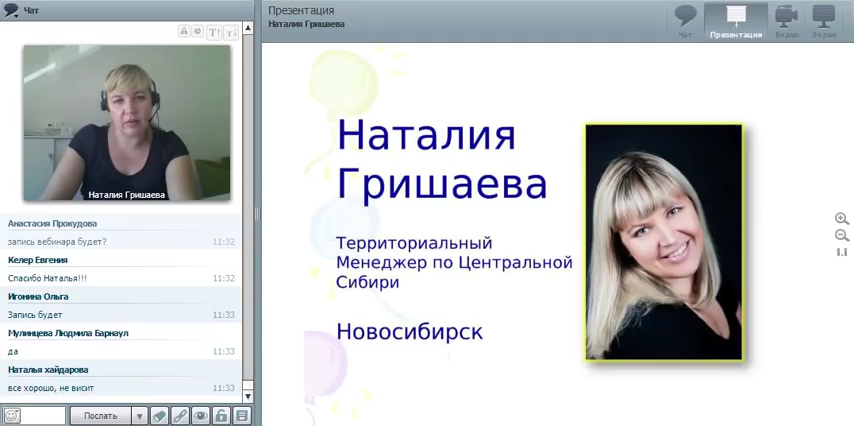 Чат
Наталия Гришаева
Анастасия Прокудова
запись вебинара будет? 11:32
Келер Евгения
Спасибо Наталья!!! 11:32
Игонина Ольга
Запись будет 11:33
Мулинцева Людмила Барнаул
да 11:33
Наталья хайдарова
все хорошо, не висит 11:33
Послать
Презентация
Наталия Гришаева
Чат
Презентация
Видео
Экран
Наталия
Гришаева
Территориальный
Менеджер по Центральной
Сибири
Новосибирск
1:1